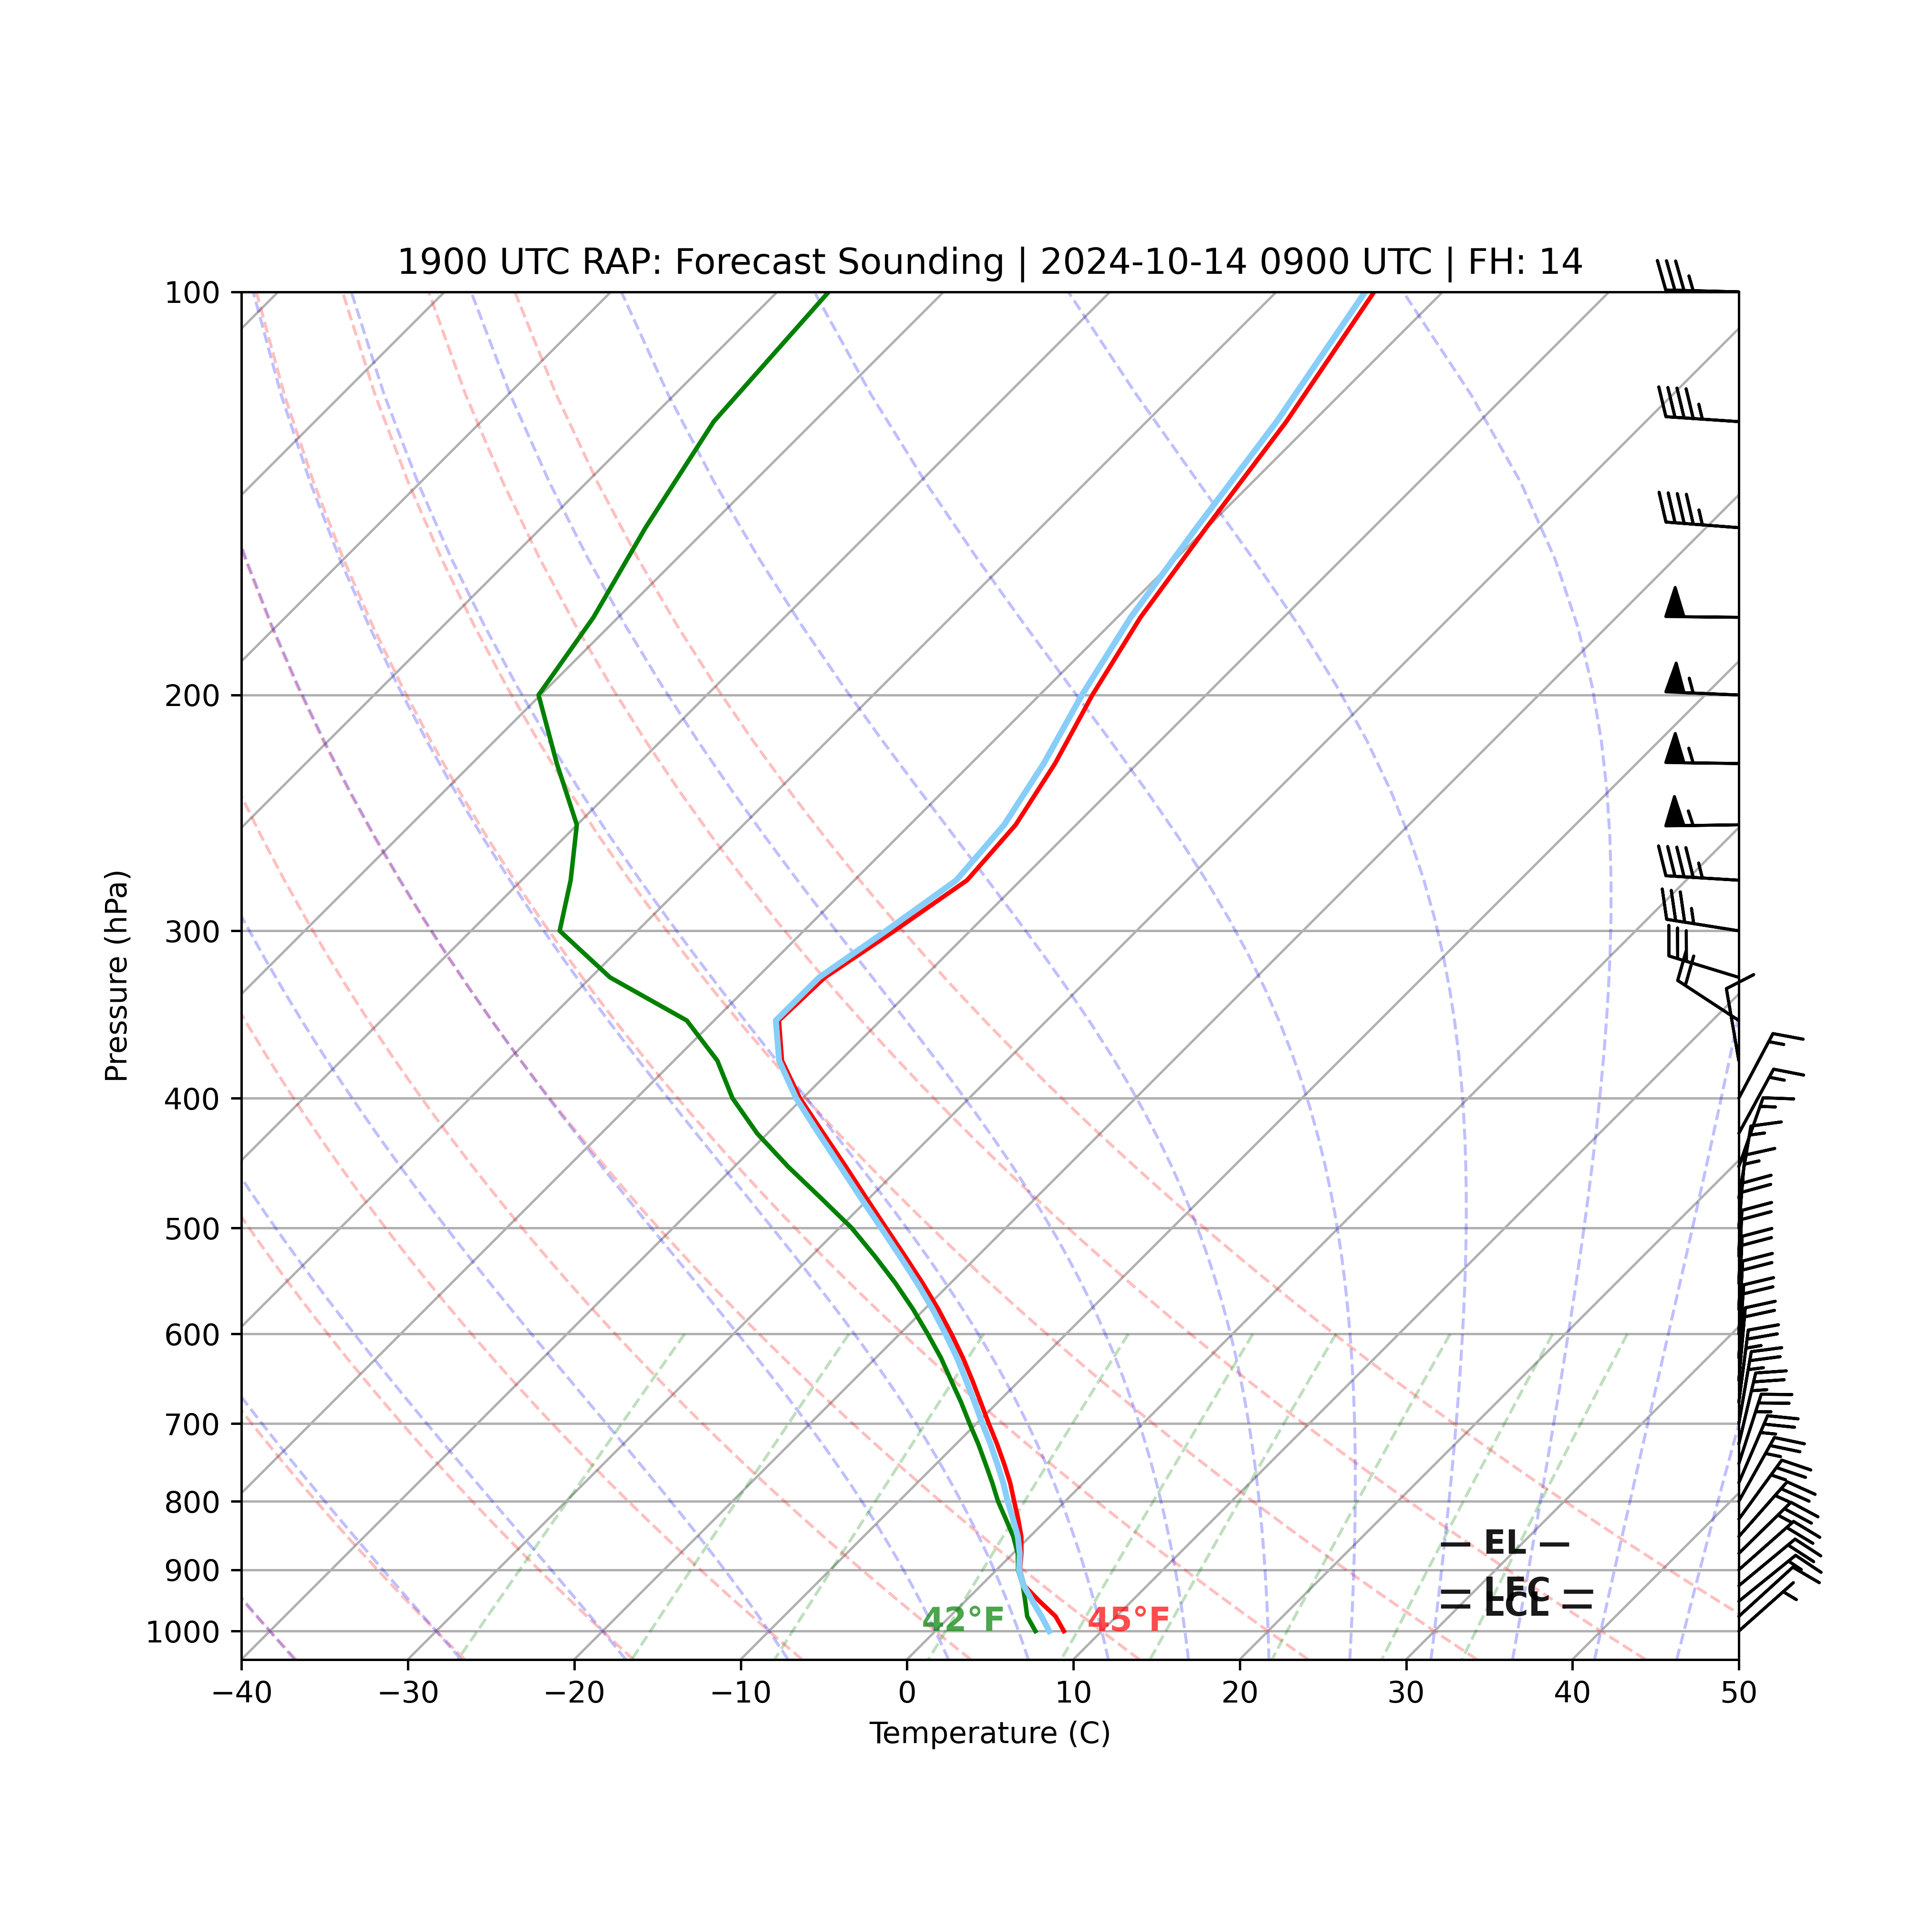 1900 UTC RAP: Forecast Sounding | 2024-10-14 0900 UTC | FH: 14
100
200
300
400
500
600
700
800
900
1000
Pressure (hPa)
— EL —
— LFC —
— LCL —
42°F 45°F
−40 −30 −20 −10 0 10 20 30 40 50
Temperature (C)